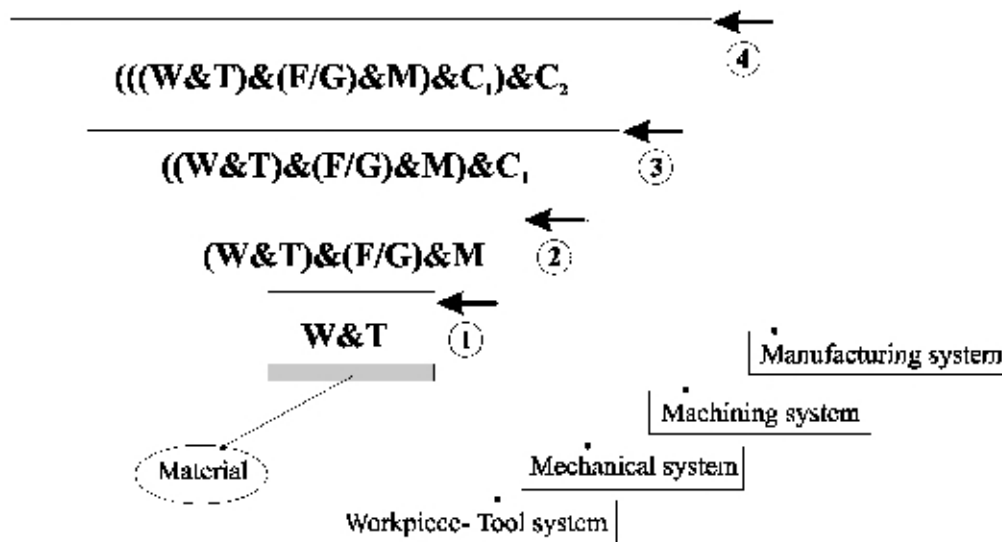 ④
(((W&T)&(F/G)&M)&C₁)&C₂
③
((W&T)&(F/G)&M)&C₁
②
(W&T)&(F/G)&M
①
W&T
Manufacturing system
Machining system
Mechanical system
Material
Workpiece- Tool system